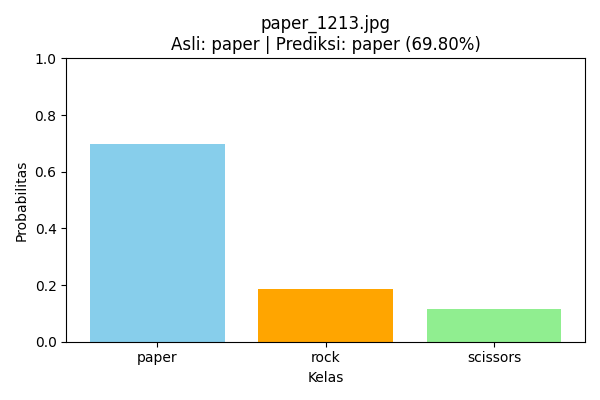 paper_1213.jpg
Asli: paper | Prediksi: paper (69.80%)
1.0
0.8
0.6
0.4
0.2
0.0
Probabilitas
paper rock scissors
Kelas